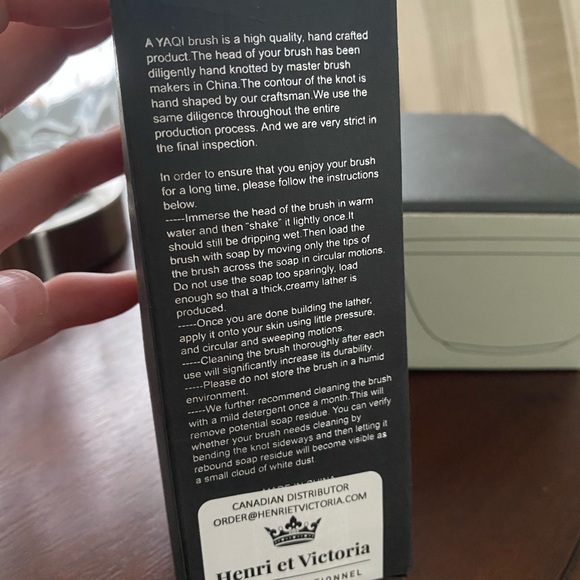 A YAQI brush is a high quality, hand crafted
product.The head of your brush has been
diligently hand knotted by master brush
makers in China.The contour of the knot is
hand shaped by our craftsman.We use the
same diligence throughout the entire
production process. And we are very strict in
the final inspection.
In order to ensure that you enjoy your brush
for a long time, please follow the instructions
below.
-----Immerse the head of the brush in warm
water and then "shake" it lightly once.It
should still be dripping wet.Then load the
brush with soap by moving only the tips of
the brush across the soap in circular motions.
Do not use the soap too sparingly, load
enough so that a thick,creamy lather is
produced.
-----Once you are done building the lather,
apply it onto your skin using little pressure,
and circular and sweeping motions.
-----Cleaning the brush thoroughly after each
use will significantly increase its durability.
-----Please do not store the brush in a humid
environment.
-----We further recommend cleaning the brush
with a mild detergent once a month.This will
remove potential soap residue. You can verify
whether your brush needs cleaning by
bending the knot sideways and then letting it
rebound soap residue will become visible as
a small cloud of white dust
CANADIAN DISTRIBUTOR
ORDER@HENRIETVICTORIA.COM
Henri et Victoria